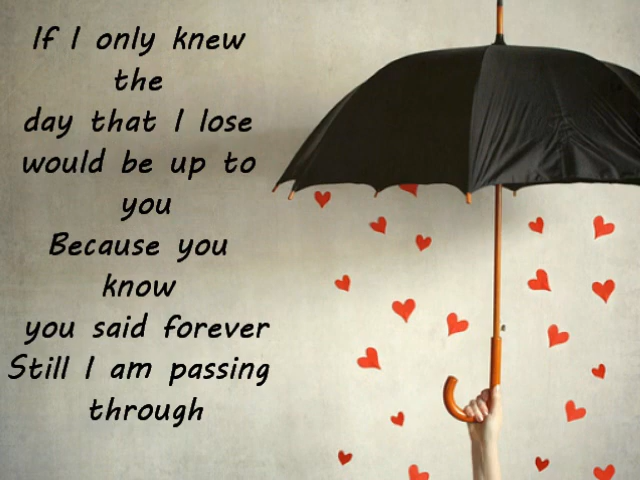 If I only knew
the
day that I lose
would be up to
you
Because you
know
you said forever
Still I am passing
through